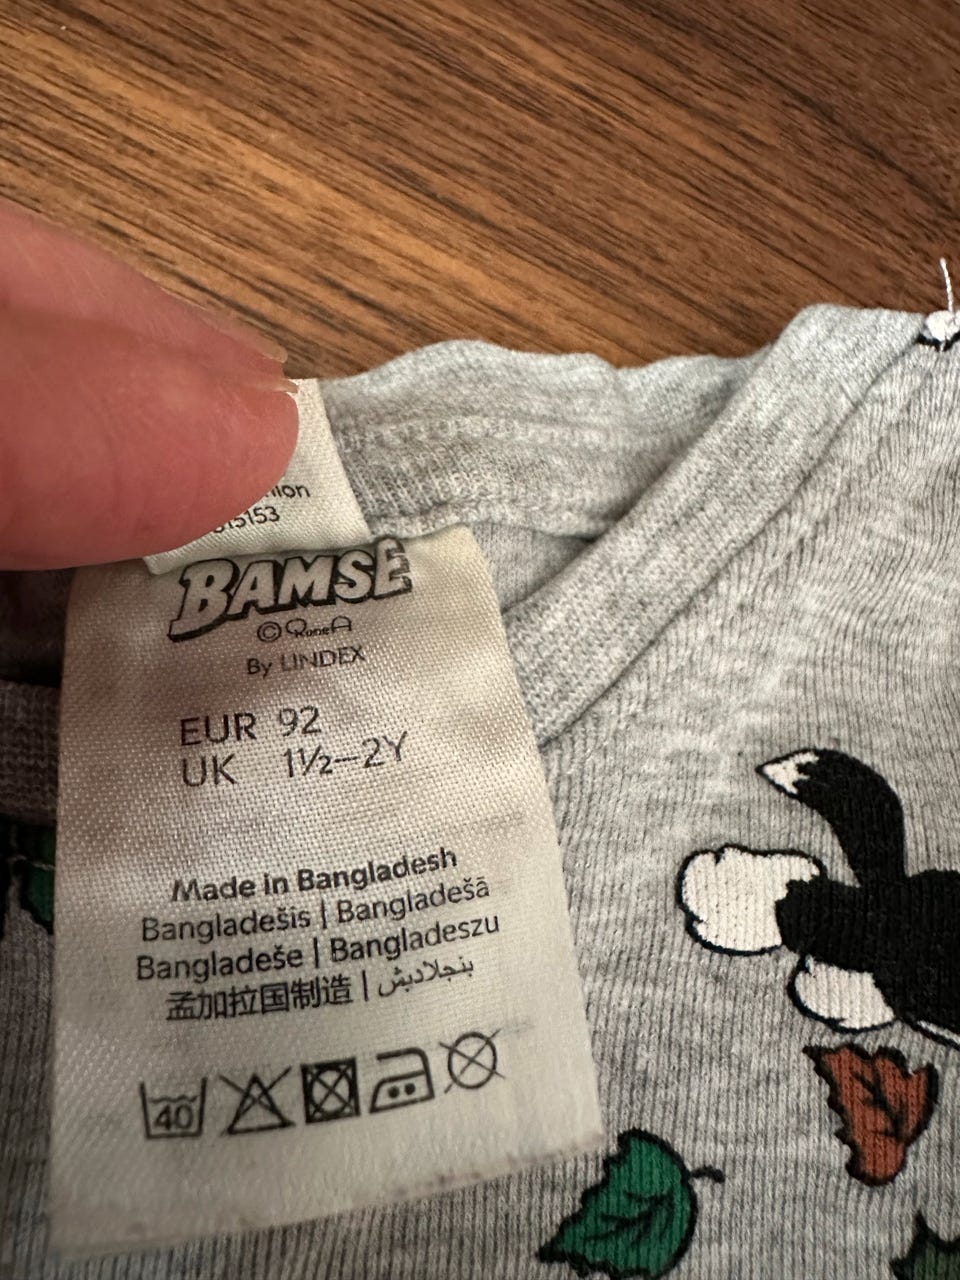 BAMSE
© RuneA
By LINDEX
EUR 92
UK 1½–2Y
Made in Bangladesh
Bangladešis | Bangladešā
Bangladeše | Bangladeszu
孟加拉国制造 | بنجلاديش
40